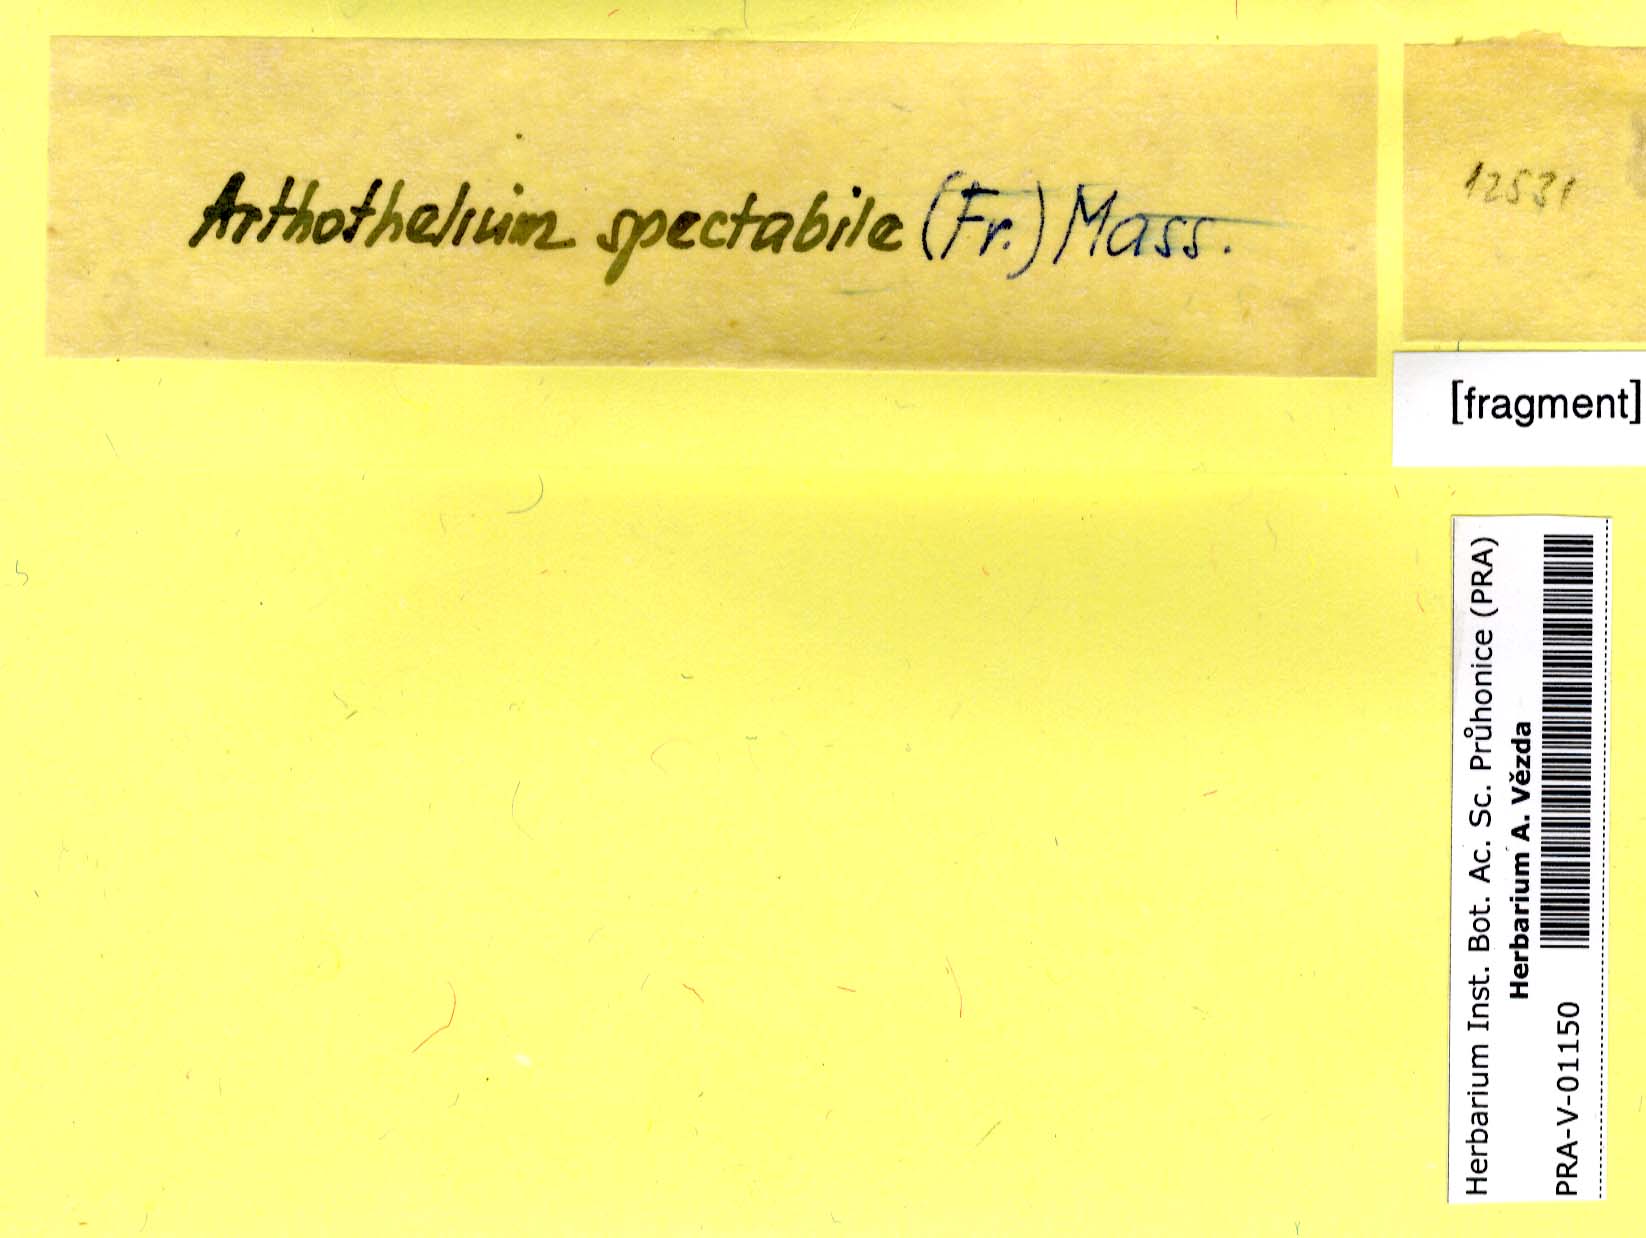 Arthothelium spectabile (Fr.) Mass.
12531
[fragment]
Herbarium Inst. Bot. Ac. Sc. Průhonice (PRA)
Herbarium A. Vězda
PRA-V-01150